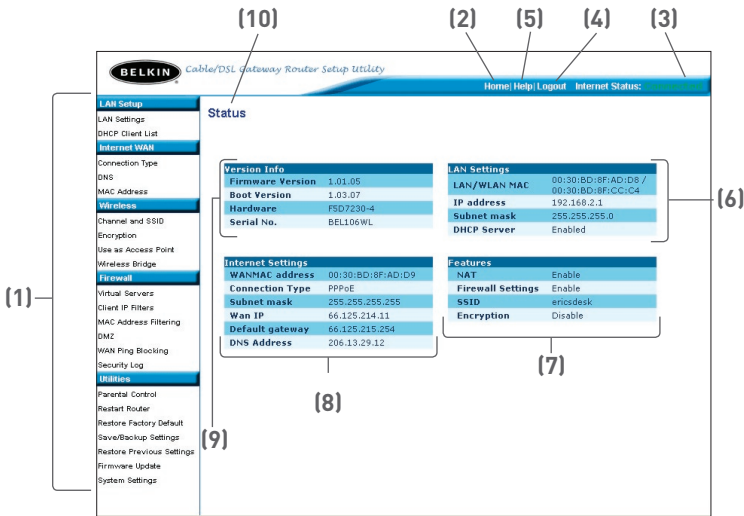 (10) (2) (5) (4) (3)
BELKIN Cable/DSL Gateway Router Setup Utility
Home| Help| Logout Internet Status:
(1)
LAN Setup
LAN Settings
DHCP Client List
Internet WAN
Connection Type
DNS
MAC Address
Wireless
Channel and SSID
Encryption
Use as Access Point
Wireless Bridge
Firewall
Virtual Servers
Client IP Filters
MAC Address Filtering
DMZ
WAN Ping Blocking
Security Log
Utilities
Parental Control
Restart Router
Restore Factory Default
Save/Backup Settings
Restore Previous Settings
Firmware Update
System Settings
Status
Version Info
Firmware Version 1.01.05
Boot Version 1.03.07
Hardware F5D7230-4
Serial No. BEL106WL
(9)
LAN Settings
LAN/WLAN MAC 00:30:BD:8F:AD:D8 /
00:30:BD:8F:CC:C4
IP address 192.168.2.1
Subnet mask 255.255.255.0
DHCP Server Enabled
(6)
Internet Settings
WANMAC address 00:30:BD:8F:AD:D9
Connection Type PPPoE
Subnet mask 255.255.255.255
Wan IP 66.125.214.11
Default gateway 66.125.215.254
DNS Address 206.13.29.12
(8)
Features
NAT Enable
Firewall Settings Enable
SSID ericsdesk
Encryption Disable
(7)